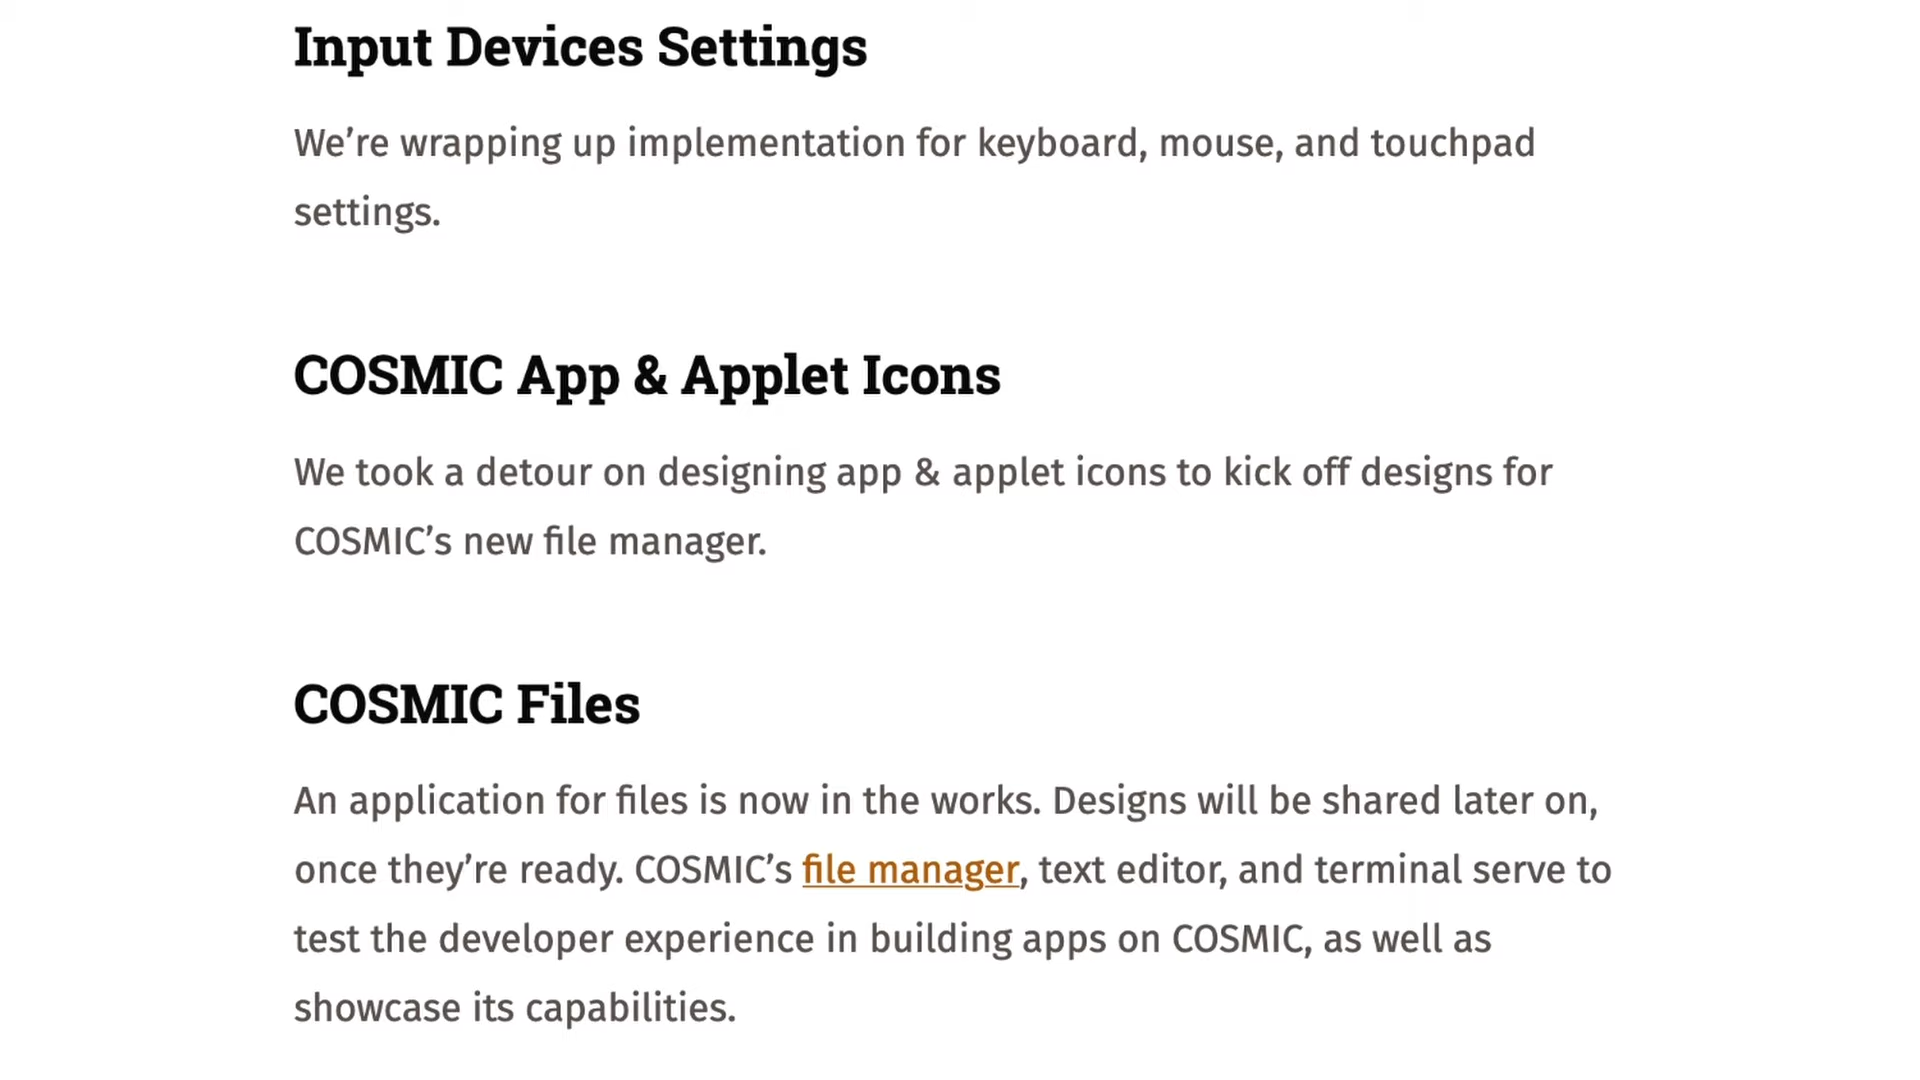 Input Devices Settings
We’re wrapping up implementation for keyboard, mouse, and touchpad
settings.
COSMIC App & Applet Icons
We took a detour on designing app & applet icons to kick off designs for
COSMIC’s new file manager.
COSMIC Files
An application for files is now in the works. Designs will be shared later on,
once they’re ready. COSMIC’s file manager, text editor, and terminal serve to
test the developer experience in building apps on COSMIC, as well as
showcase its capabilities.